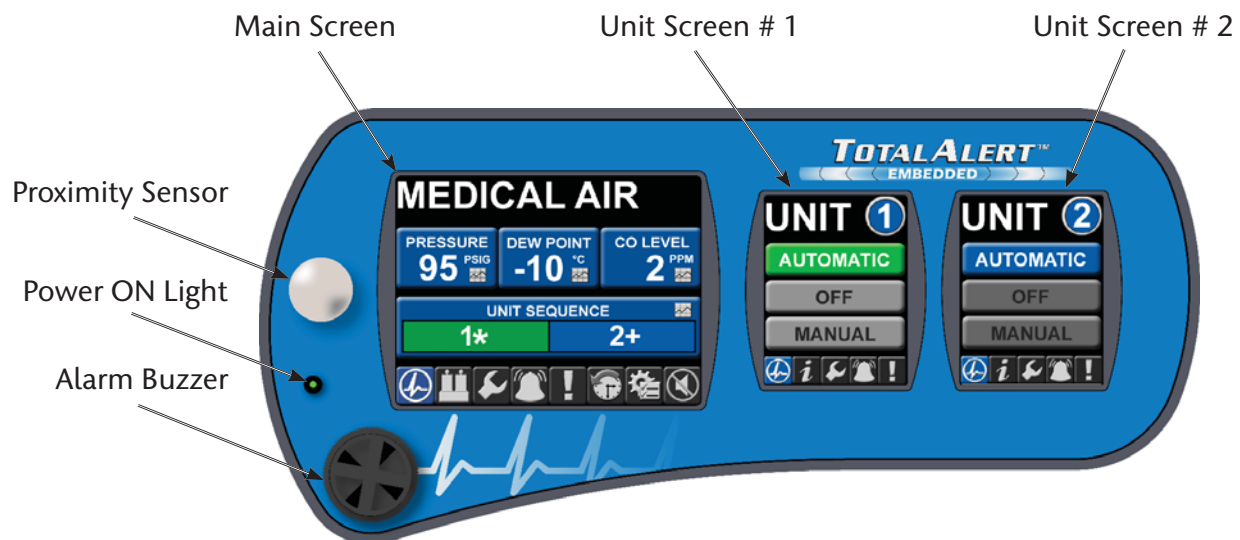 Main Screen
Unit Screen # 1
Unit Screen # 2
Proximity Sensor
Power ON Light
Alarm Buzzer
TOTALALERT™
EMBEDDED
MEDICAL AIR
PRESSURE
95 PSIG
DEW POINT
-10 °C
CO LEVEL
2 PPM
UNIT SEQUENCE
1*
2+
UNIT 1
AUTOMATIC
OFF
MANUAL
i
!
UNIT 2
AUTOMATIC
OFF
MANUAL
i
!
!